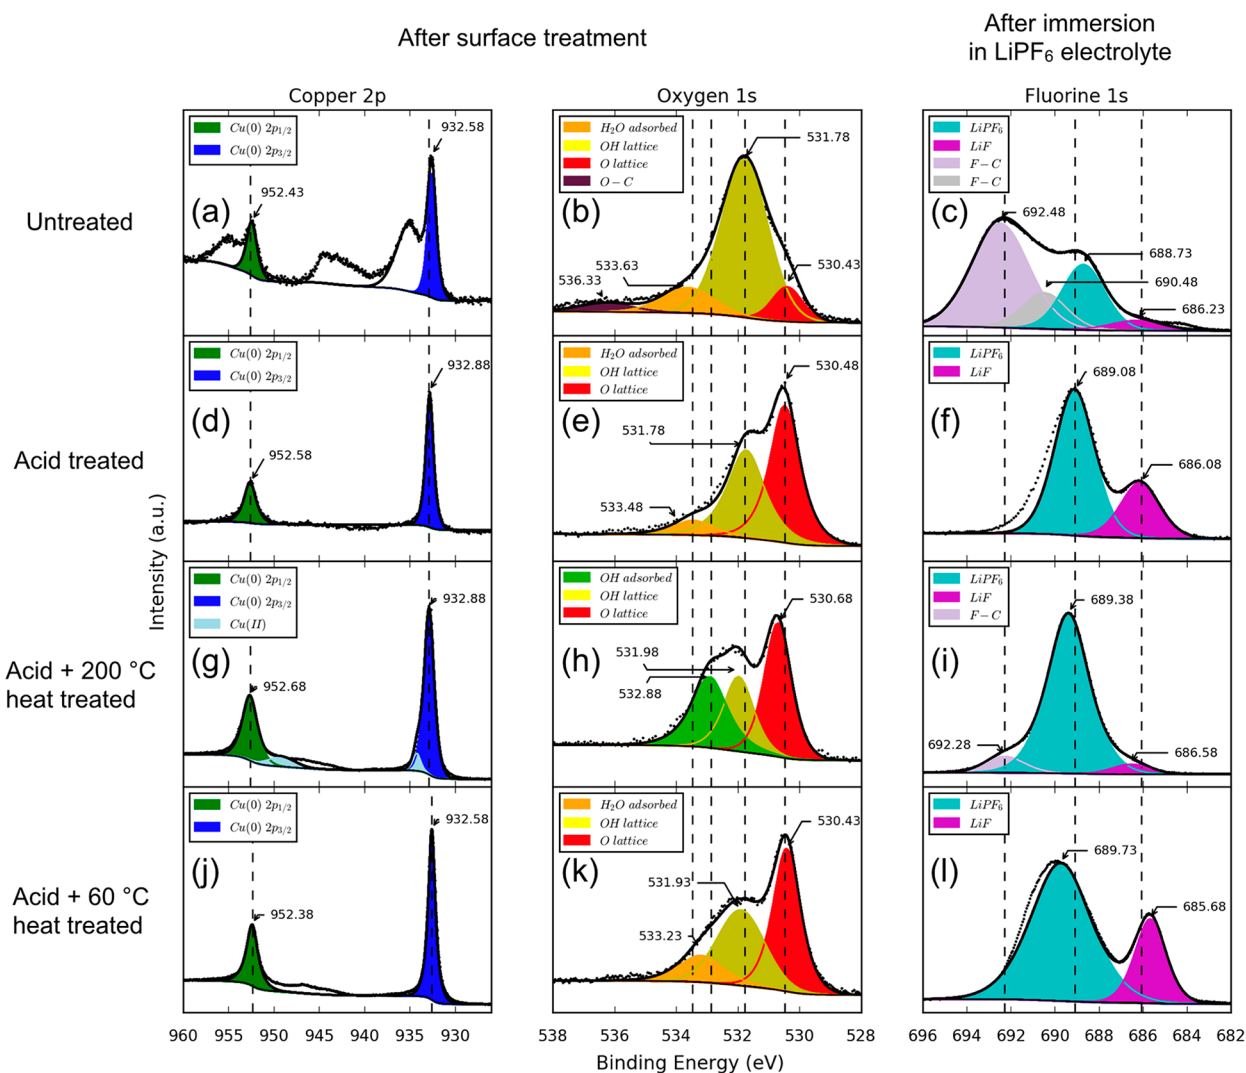 After surface treatment
After immersion
in LiPF₆ electrolyte
Copper 2p
Oxygen 1s
Fluorine 1s
Untreated
(a)
Cu(0) 2p₁/₂
Cu(0) 2p₃/₂
952.43
932.58
(b)
H₂O adsorbed
OH lattice
O lattice
O − C
531.78
533.63
536.33
530.43
(c)
LiPF₆
LiF
F − C
F − C
692.48
688.73
690.48
686.23
Acid treated
(d)
Cu(0) 2p₁/₂
Cu(0) 2p₃/₂
932.88
952.58
(e)
H₂O adsorbed
OH lattice
O lattice
530.48
531.78
533.48
(f)
LiPF₆
LiF
689.08
686.08
Acid + 200 °C
heat treated
(g)
Cu(0) 2p₁/₂
Cu(0) 2p₃/₂
Cu(II)
932.88
952.68
(h)
OH adsorbed
OH lattice
O lattice
530.68
531.98
532.88
(i)
LiPF₆
LiF
F − C
689.38
692.28
686.58
Acid + 60 °C
heat treated
(j)
Cu(0) 2p₁/₂
Cu(0) 2p₃/₂
932.58
952.38
(k)
H₂O adsorbed
OH lattice
O lattice
530.43
531.93
533.23
(l)
LiPF₆
LiF
689.73
685.68
Intensity (a.u.)
960 955 950 945 940 935 930
538 536 534 532 530 528
696 694 692 690 688 686 684 682
Binding Energy (eV)